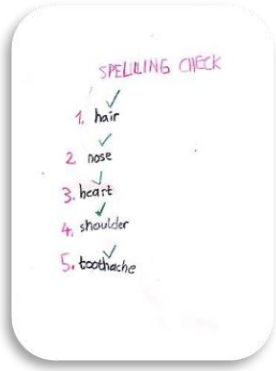 SPELLING CHECK
1. hair
2 nose
3. heart
4. shoulder
5. toothache